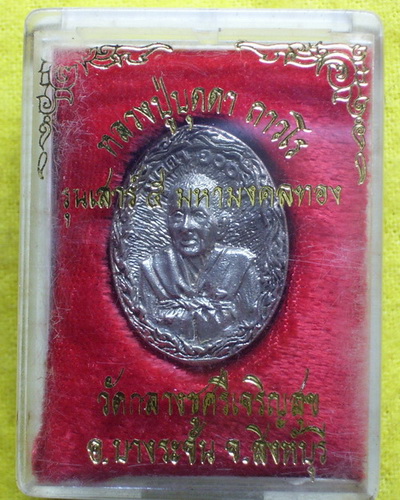 หลวงปู่บุดดา ถาวโร
รุ่นเสาร์ ๕ มหามงคลทอง
วัดกลางชูศรีเจริญสุข
อ.บางระจัน จ.สิงห์บุรี